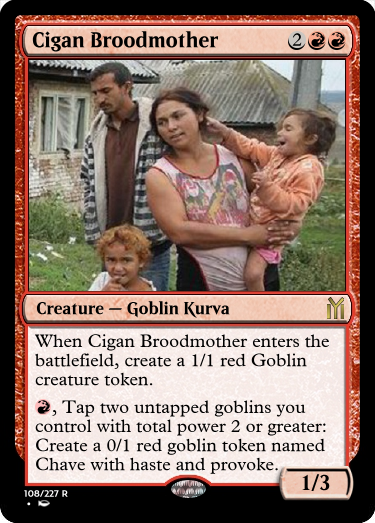 Cigan Broodmother 2
Creature — Goblin Kurva
When Cigan Broodmother enters the
battlefield, create a 1/1 red Goblin
creature token.
, Tap two untapped goblins you
control with total power 2 or greater:
Create a 0/1 red goblin token named
Chave with haste and provoke.
1/3
108/227 R